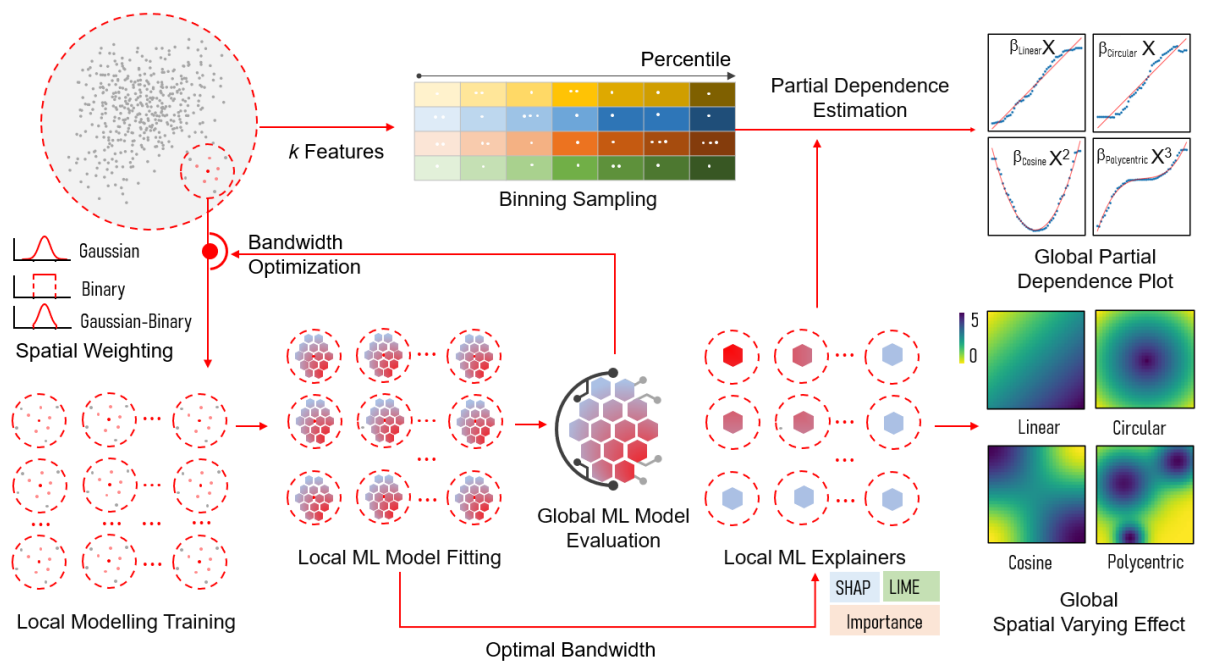 Percentile
k Features
Binning Sampling
Partial Dependence
Estimation
βLinear X
βCircular X
βCosine X²
βPolycentric X³
Global Partial
Dependence Plot
Gaussian
Binary
Gaussian-Binary
Spatial Weighting
Bandwidth
Optimization
Local Modelling Training
Local ML Model Fitting
Global ML Model
Evaluation
Local ML Explainers
SHAP
LIME
Importance
Optimal Bandwidth
5
0
Linear
Circular
Cosine
Polycentric
Global
Spatial Varying Effect